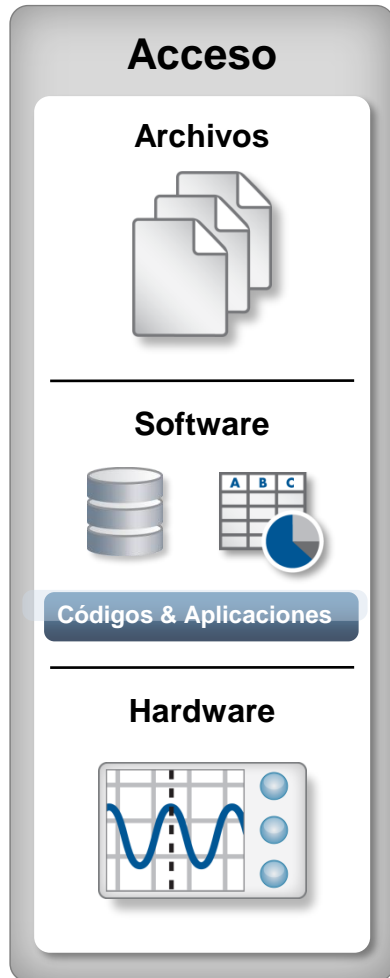 Acceso
Archivos
Software
A B C
Códigos & Aplicaciones
Hardware